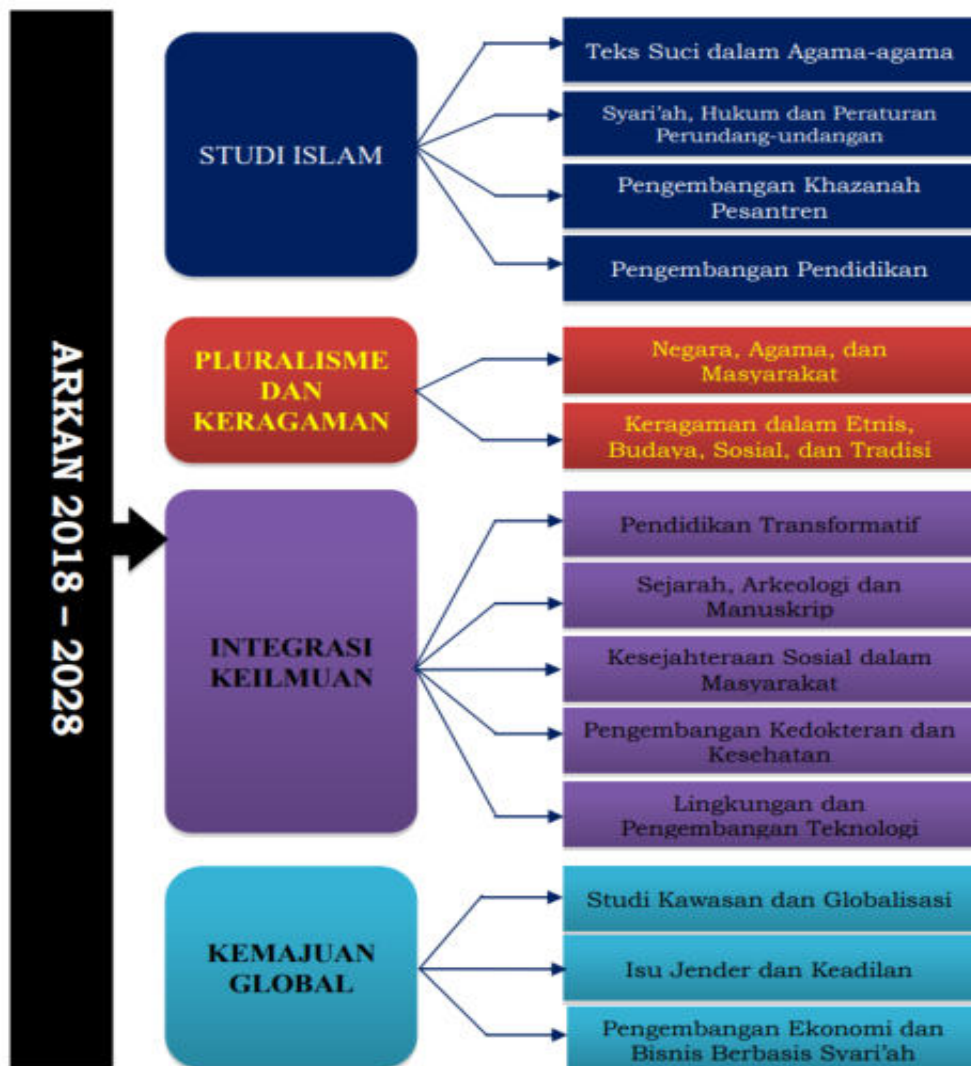 ARKAN 2018 – 2028
STUDI ISLAM
Teks Suci dalam Agama-agama
Syari’ah, Hukum dan Peraturan
Perundang-undangan
Pengembangan Khazanah
Pesantren
Pengembangan Pendidikan
PLURALISME
DAN
KERAGAMAN
Negara, Agama, dan
Masyarakat
Keragaman dalam Etnis,
Budaya, Sosial, dan Tradisi
INTEGRASI
KEILMUAN
Pendidikan Transformatif
Sejarah, Arkeologi dan
Manuskrip
Kesejahteraan Sosial dalam
Masyarakat
Pengembangan Kedokteran dan
Kesehatan
Lingkungan dan
Pengembangan Teknologi
KEMAJUAN
GLOBAL
Studi Kawasan dan Globalisasi
Isu Jender dan Keadilan
Pengembangan Ekonomi dan
Bisnis Berbasis Syari’ah